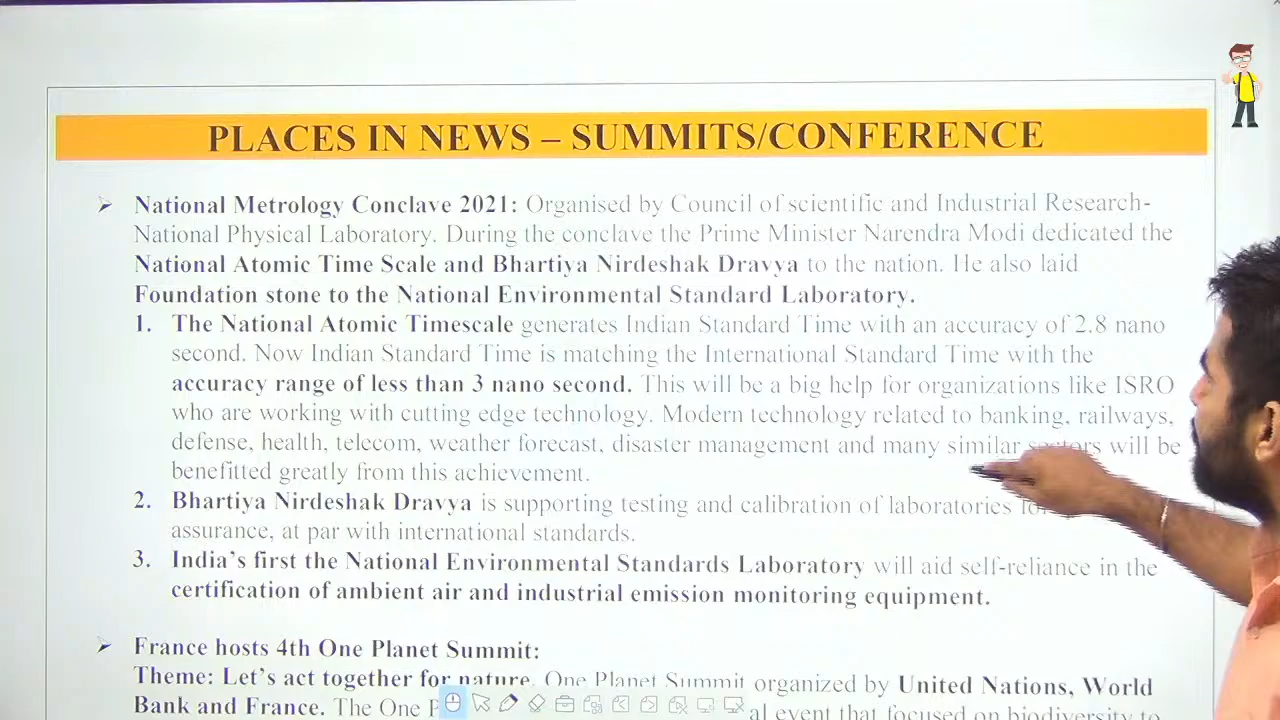 PLACES IN NEWS – SUMMITS/CONFERENCE
➢ National Metrology Conclave 2021: Organised by Council of scientific and Industrial Research-
National Physical Laboratory. During the conclave the Prime Minister Narendra Modi dedicated the
National Atomic Time Scale and Bhartiya Nirdeshak Dravya to the nation. He also laid
Foundation stone to the National Environmental Standard Laboratory.
1. The National Atomic Timescale generates Indian Standard Time with an accuracy of 2.8 nano
second. Now Indian Standard Time is matching the International Standard Time with the
accuracy range of less than 3 nano second. This will be a big help for organizations like ISRO
who are working with cutting edge technology. Modern technology related to banking, railways,
defense, health, telecom, weather forecast, disaster management and many similar sectors will be
benefitted greatly from this achievement.
2. Bhartiya Nirdeshak Dravya is supporting testing and calibration of laboratories
assurance, at par with international standards.
3. India's first the National Environmental Standards Laboratory will aid self-reliance in the
certification of ambient air and industrial emission monitoring equipment.
➢ France hosts 4th One Planet Summit:
Theme: Let's act together for nature. One Planet Summit organized by United Nations, World
Bank and France. The One event that focused on biodiversity to